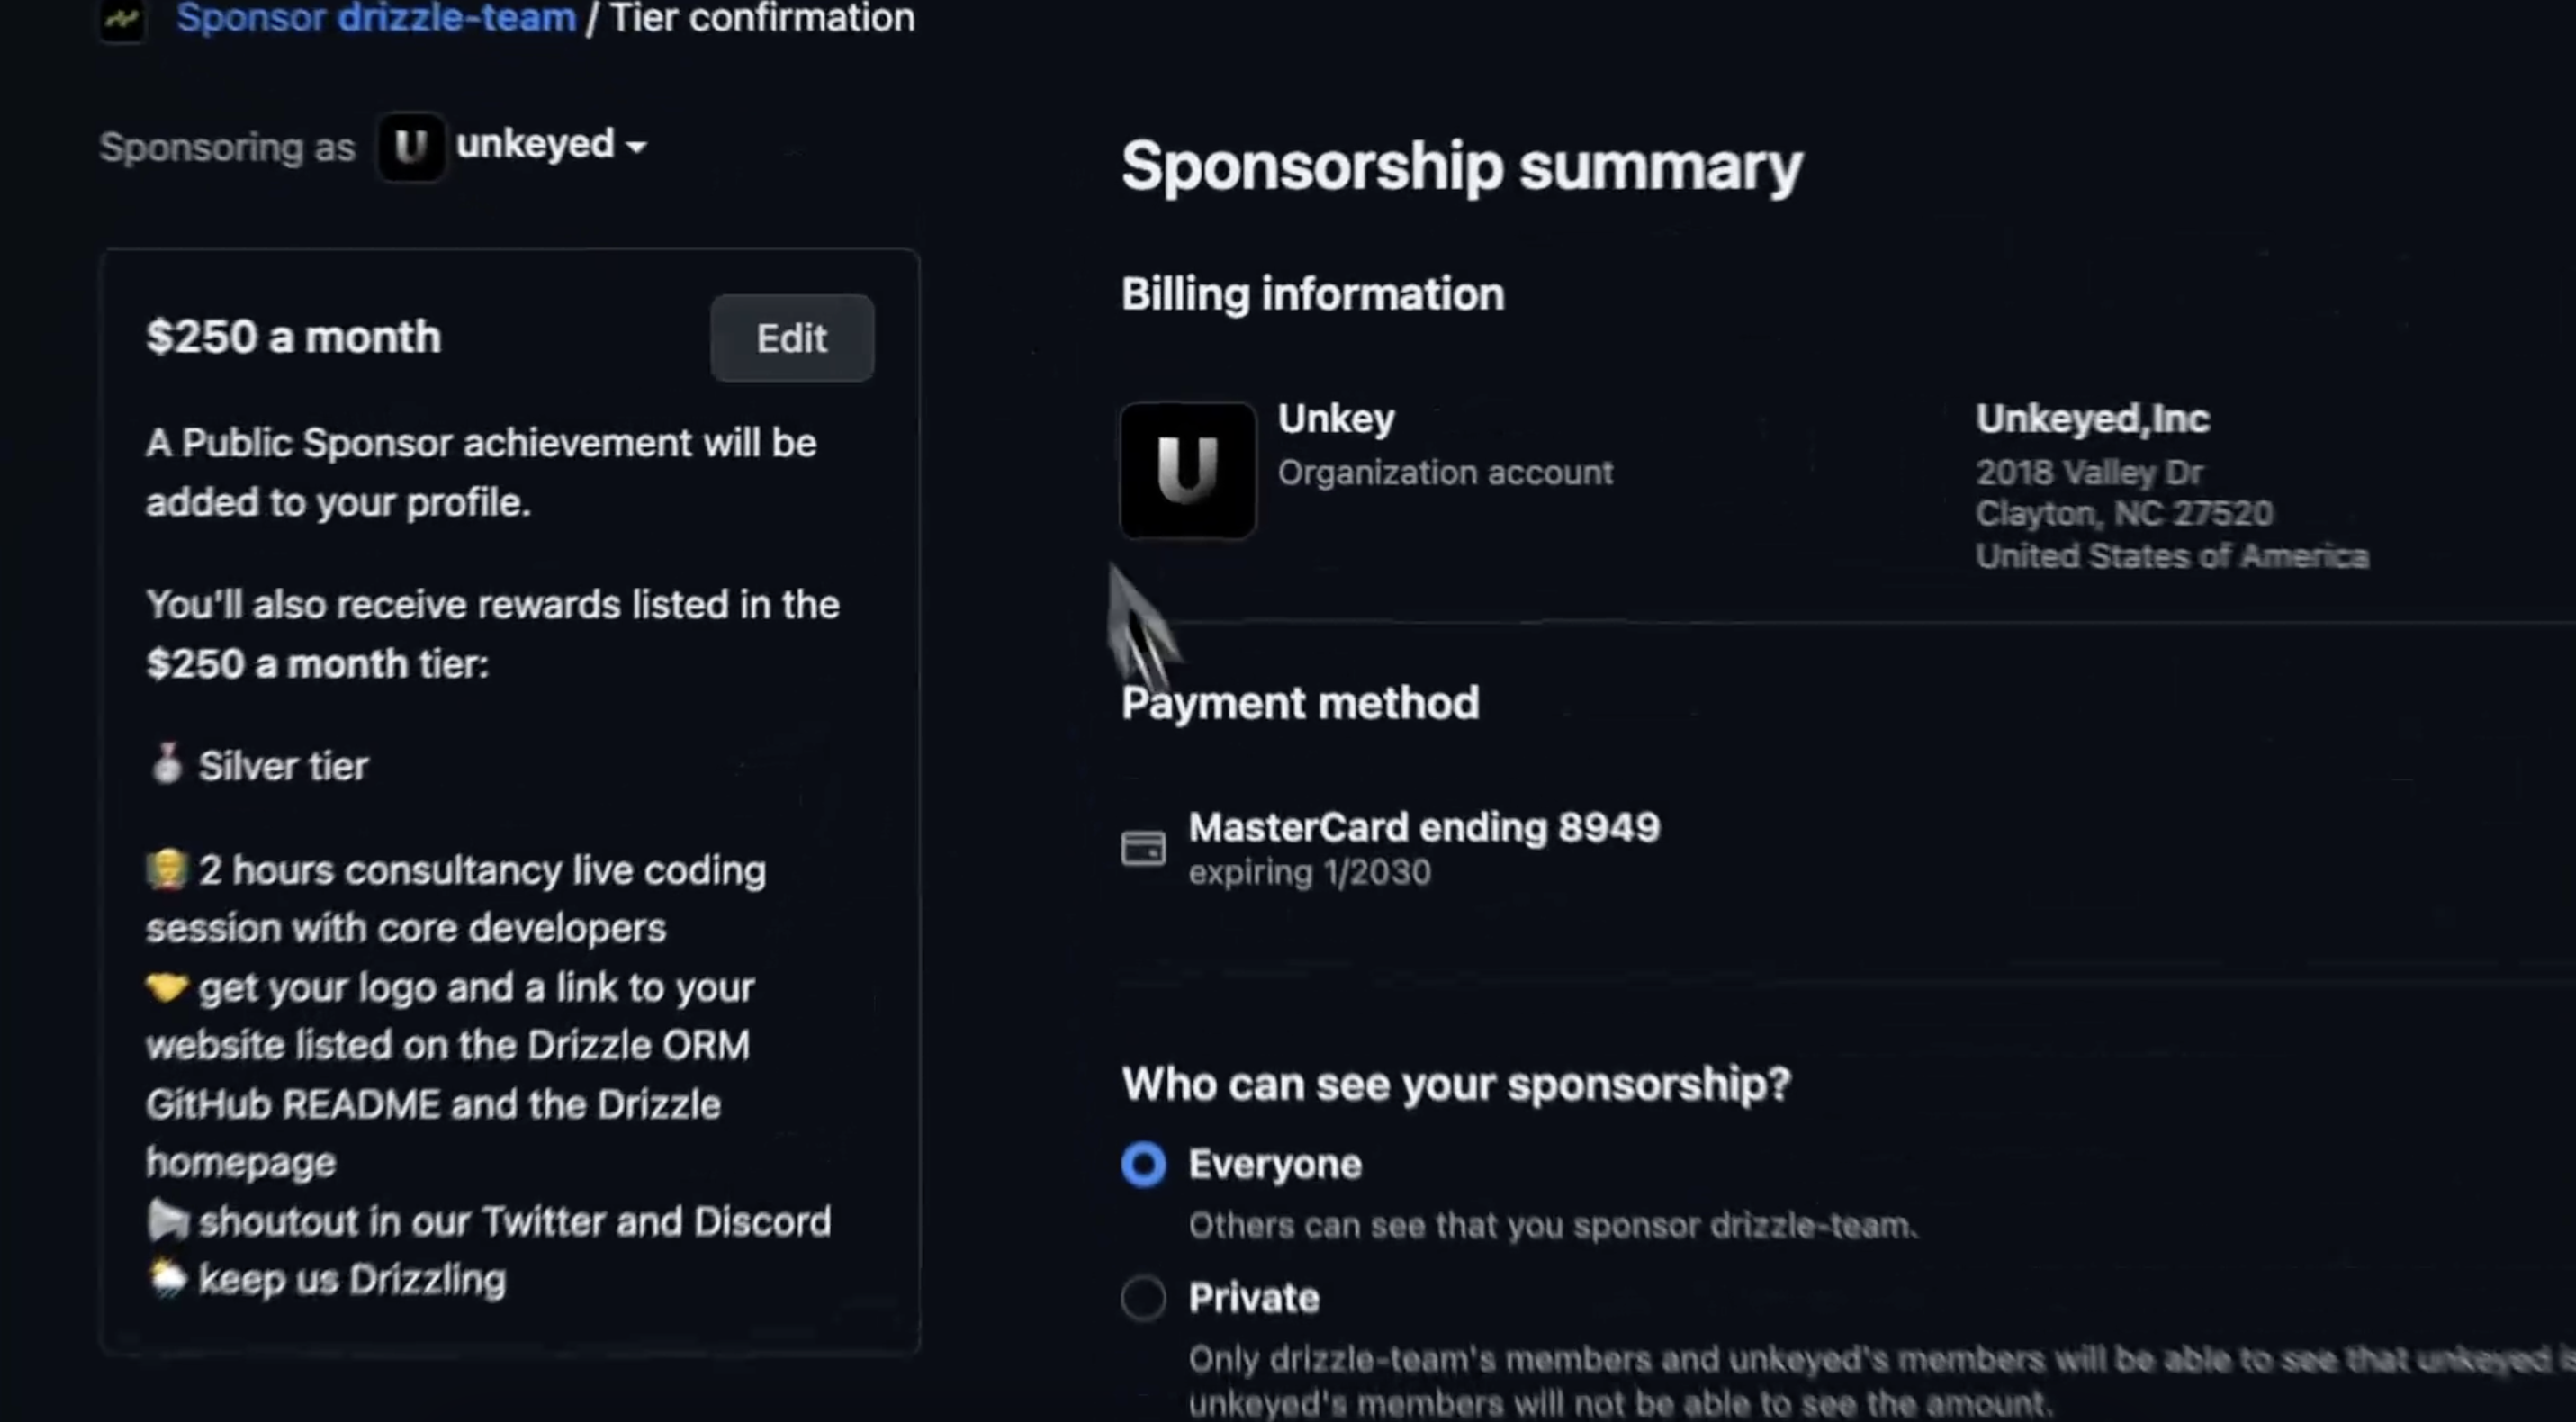 Sponsor drizzle-team / Tier confirmation
Sponsoring as U unkeyed
$250 a month
Edit
A Public Sponsor achievement will be
added to your profile.
You'll also receive rewards listed in the
$250 a month tier:
Silver tier
2 hours consultancy live coding
session with core developers
get your logo and a link to your
website listed on the Drizzle ORM
GitHub README and the Drizzle
homepage
shoutout in our Twitter and Discord
keep us Drizzling
Sponsorship summary
Billing information
U
Unkey
Organization account
Unkeyed,Inc
2018 Valley Dr
Clayton, NC 27520
United States of America
Payment method
MasterCard ending 8949
expiring 1/2030
Who can see your sponsorship?
Everyone
Others can see that you sponsor drizzle-team.
Private
Only drizzle-team's members and unkeyed's members will be able to see that unkeyed
unkeyed's members will not be able to see the amount.